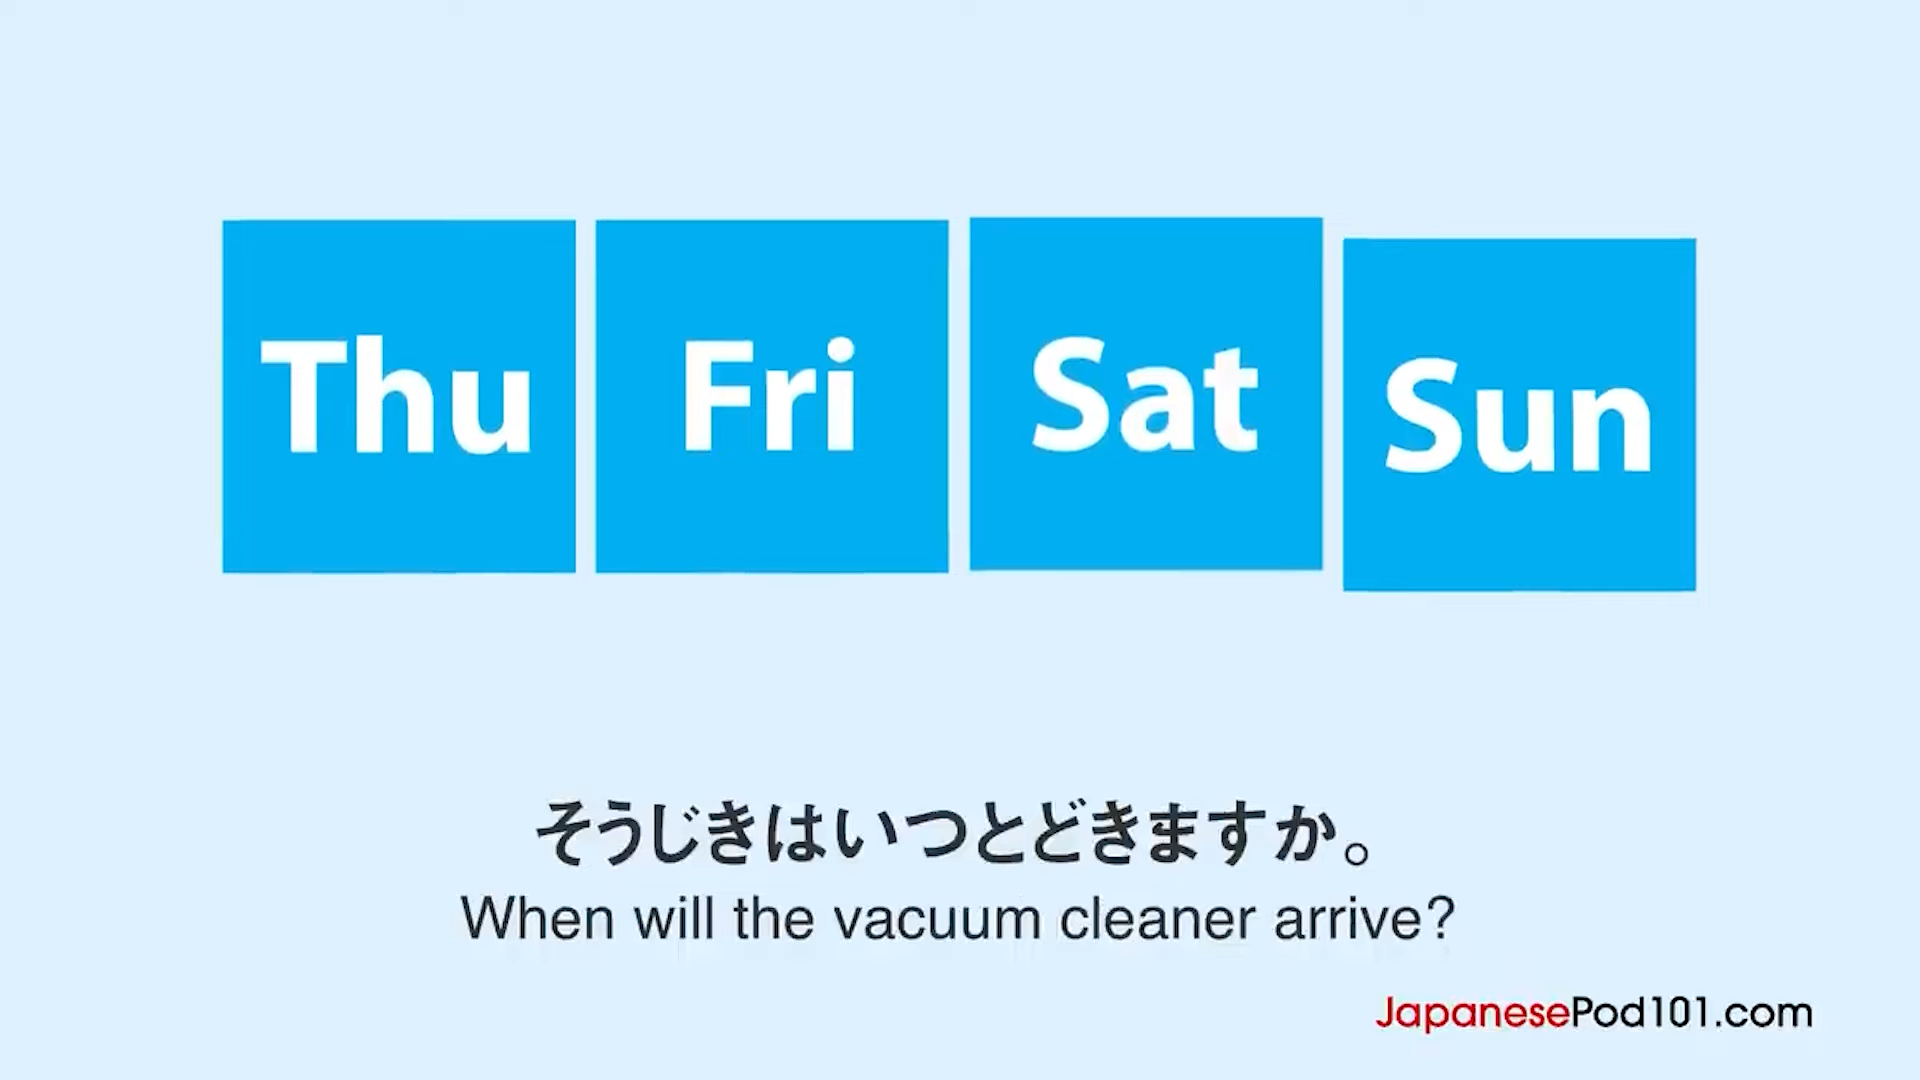 Thu Fri Sat Sun
そうじきはいつとどきますか。
When will the vacuum cleaner arrive?
JapanesePod101.com